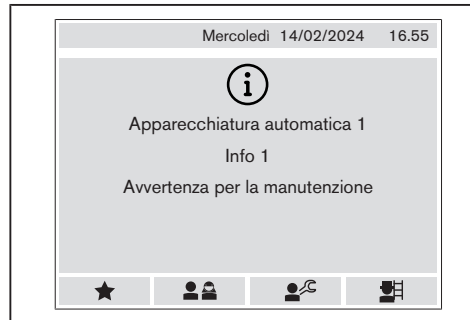 Mercoledì 14/02/2024 16.55
Apparecchiatura automatica 1
Info 1
Avvertenza per la manutenzione